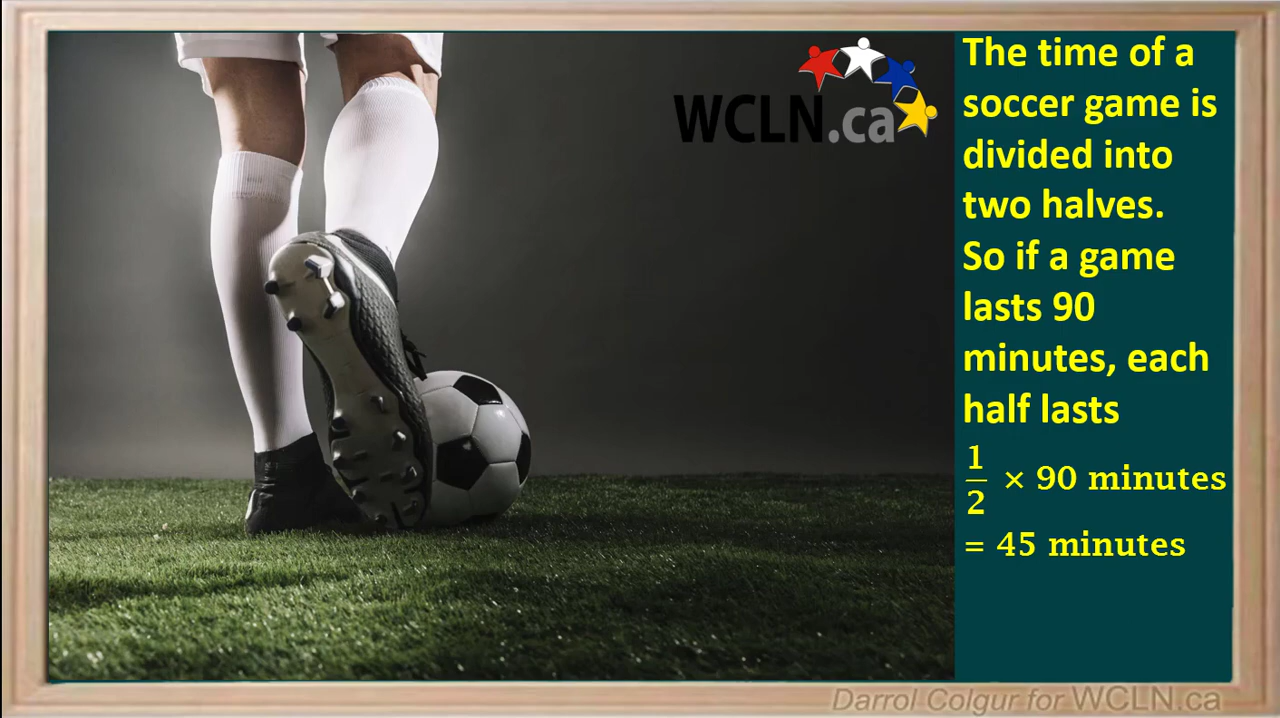 WCLN.ca
The time of a
soccer game is
divided into
two halves.
So if a game
lasts 90
minutes, each
half lasts
1/2 × 90 minutes
= 45 minutes
Darrol Colgur for WCLN.ca